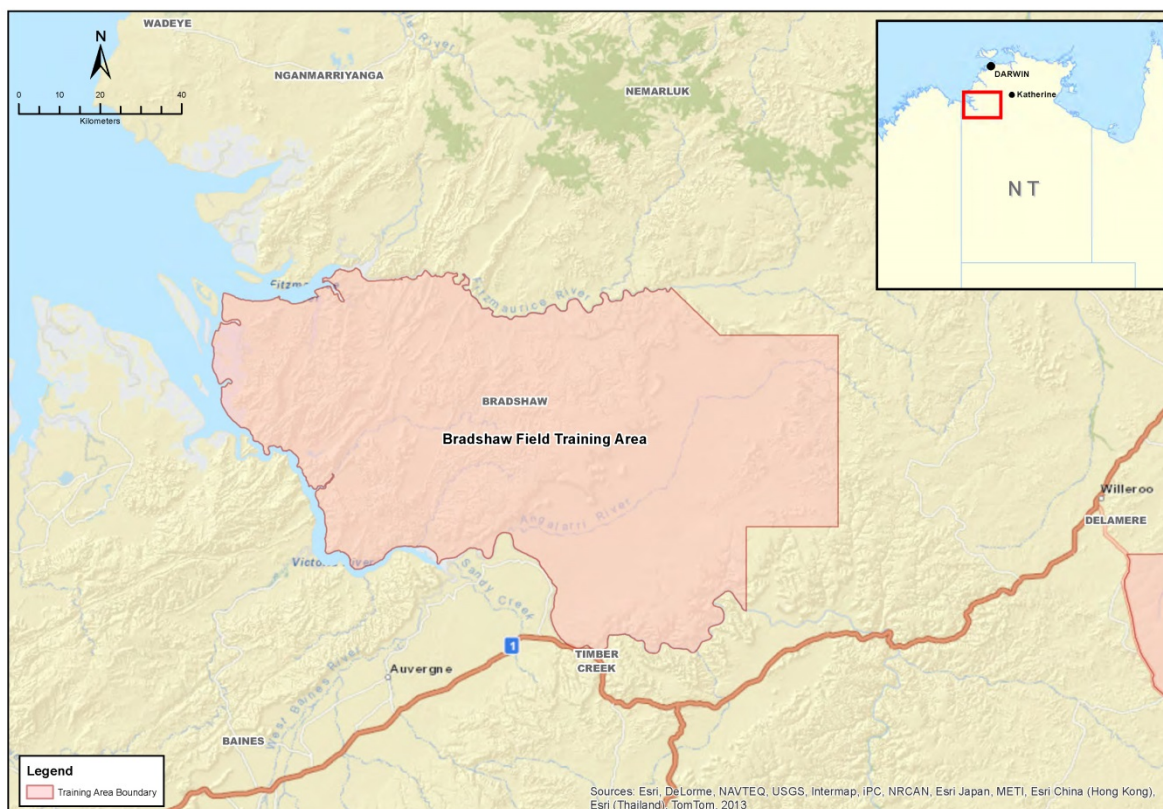 WADEYE
N
NGANMARRIYANGA
NEMARLUK
0 20 40
Kilometers
DARWIN
Katherine
NT
River
Fitzmaurice River
BRADSHAW
Bradshaw Field Training Area
Angalarri River
Victoria River
Sandy Creek
Willeroo
DELAMERE
1
TIMBER
CREEK
Auvergne
West Baines River
BAINES
Legend
Training Area Boundary
Sources: Esri, DeLorme, NAVTEQ, USGS, Intermap, iPC, NRCAN, Esri Japan, METI, Esri China (Hong Kong),
Esri (Thailand), TomTom, 2013